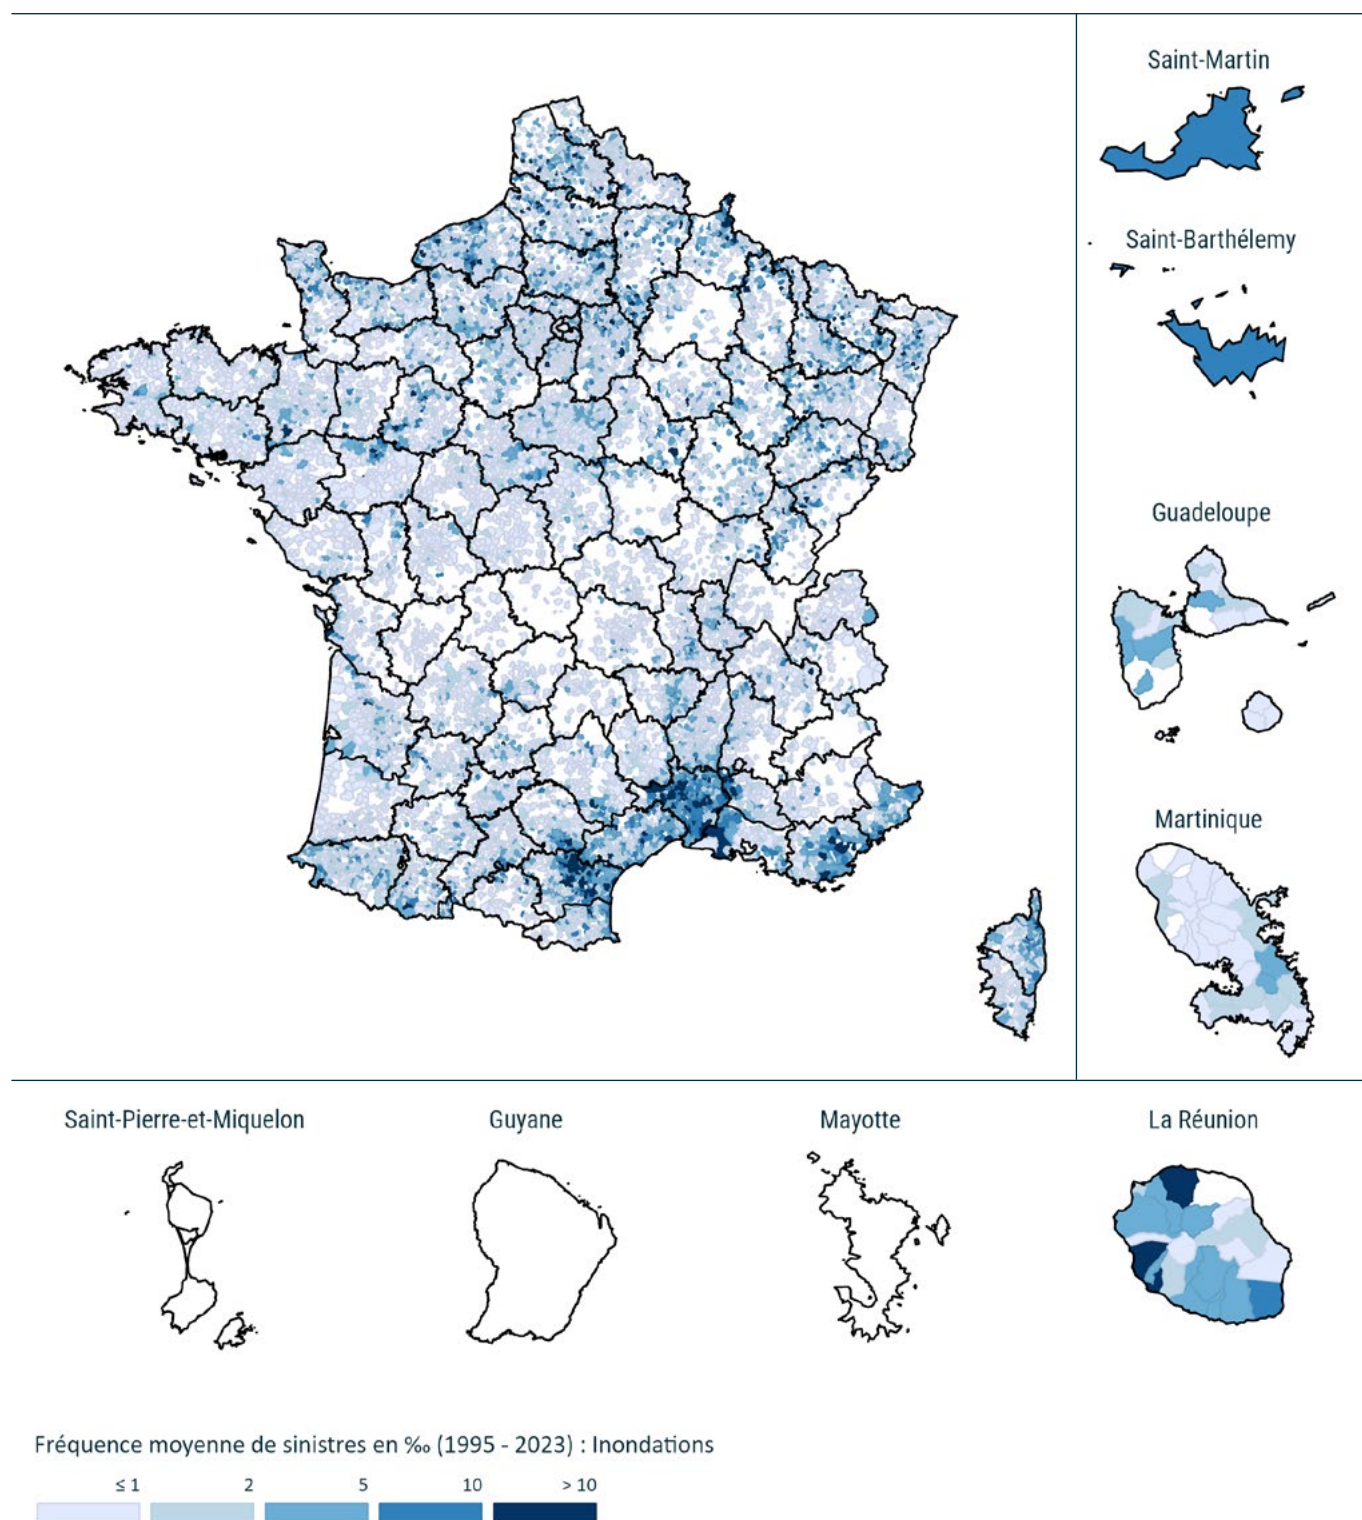 Saint-Martin
Saint-Barthélemy
Guadeloupe
Martinique
Saint-Pierre-et-Miquelon
Guyane
Mayotte
La Réunion
Fréquence moyenne de sinistres en ‰ (1995 - 2023) : Inondations
≤ 1 2 5 10 > 10